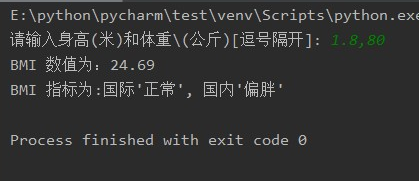 E:\python\pycharm\test\venv\Scripts\python.exe
请输入身高(米)和体重\(公斤)[逗号隔开]: 1.8,80
BMI 数值为：24.69
BMI 指标为:国际'正常', 国内'偏胖'
Process finished with exit code 0